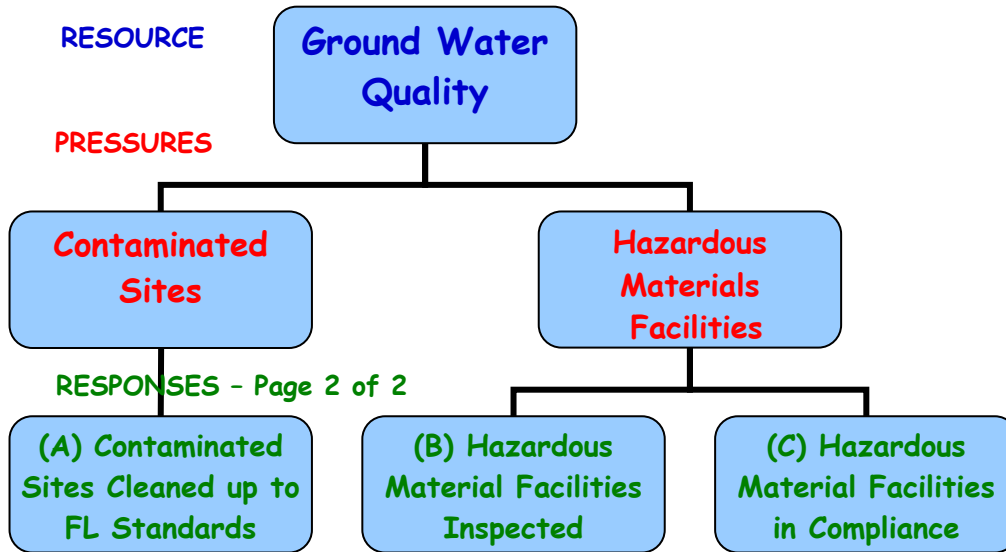 RESOURCE
Ground Water
Quality
PRESSURES
Contaminated
Sites
Hazardous
Materials
Facilities
RESPONSES – Page 2 of 2
(A) Contaminated
Sites Cleaned up to
FL Standards
(B) Hazardous
Material Facilities
Inspected
(C) Hazardous
Material Facilities
in Compliance